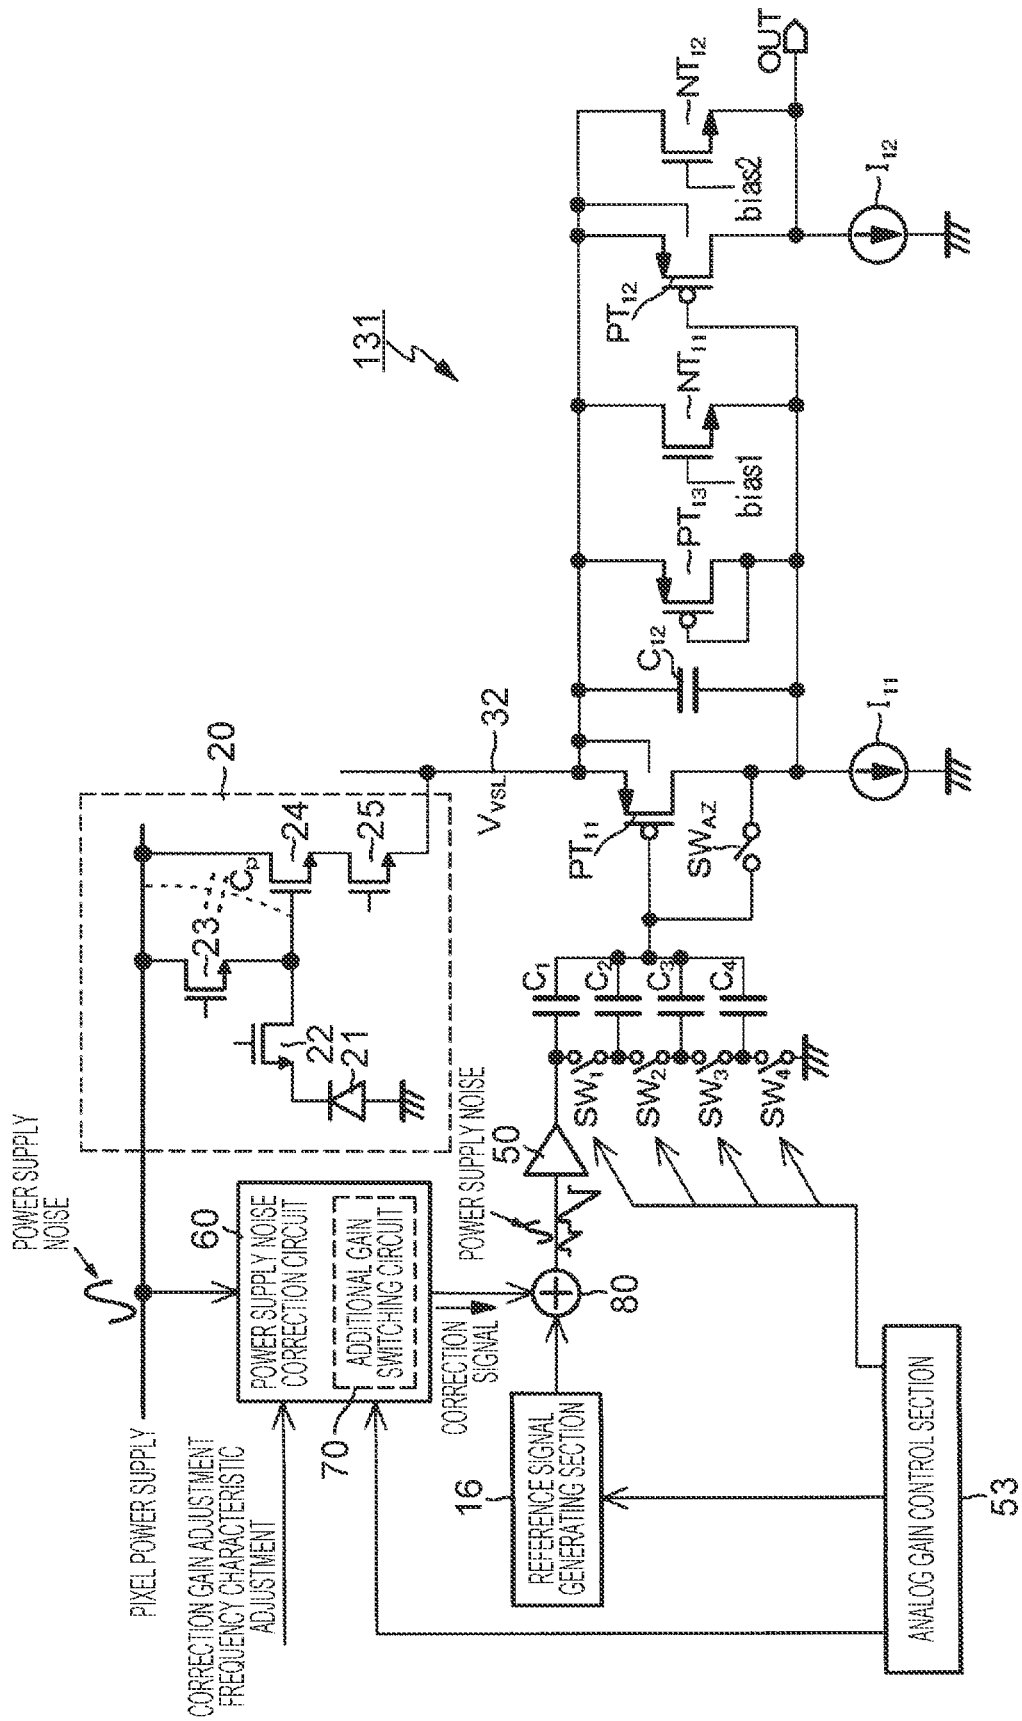 POWER SUPPLY
NOISE
PIXEL POWER SUPPLY
CORRECTION GAIN ADJUSTMENT
FREQUENCY CHARACTERISTIC
ADJUSTMENT
60
POWER SUPPLY NOISE
CORRECTION CIRCUIT
70
ADDITIONAL GAIN
SWITCHING CIRCUIT
CORRECTION
SIGNAL
20
21
22
23
Cp
24
25
16
REFERENCE SIGNAL
GENERATING SECTION
80
POWER SUPPLY NOISE
50
ANALOG GAIN CONTROL SECTION
53
SW1
SW2
SW3
SW4
C1
C2
C3
C4
VVSL
32
PT11
SWAZ
I11
C12
PT13
bias1
NT11
131
PT12
bias2
NT12
I12
OUT